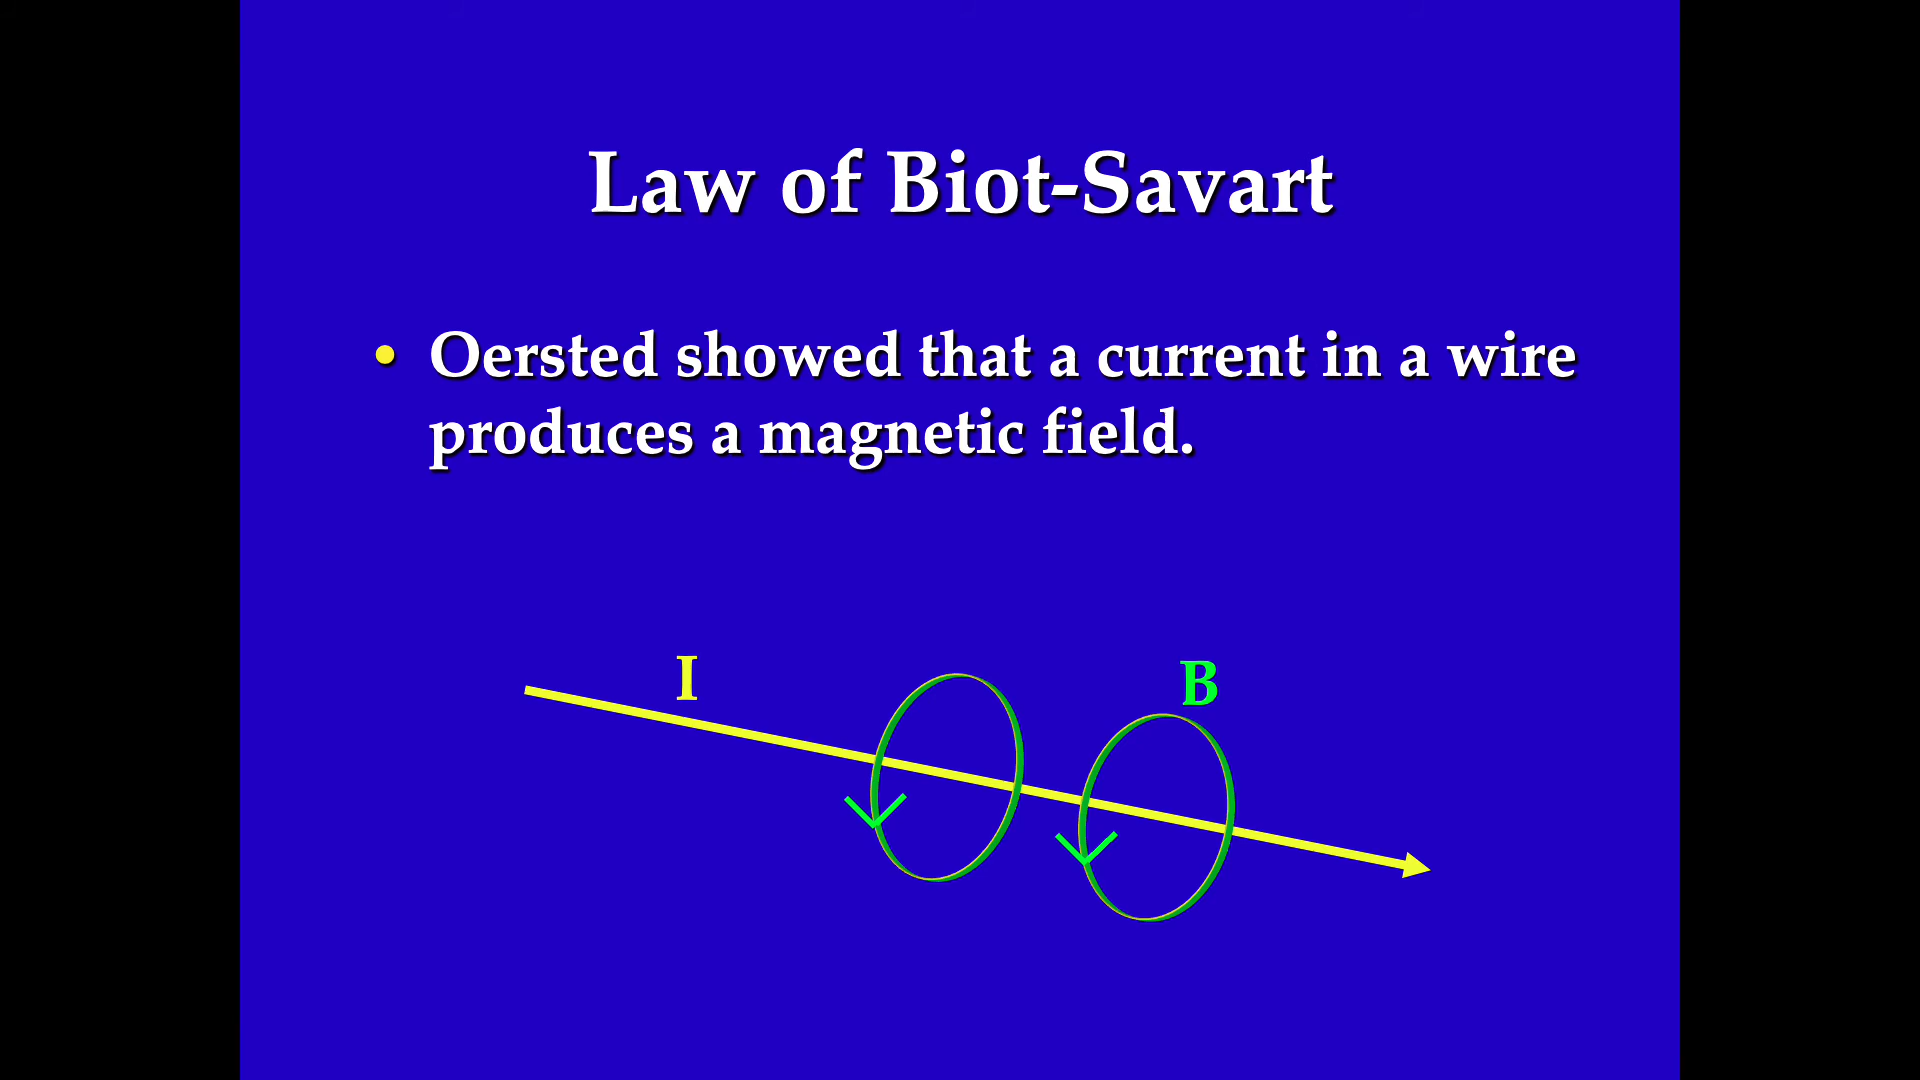 Law of Biot-Savart
• Oersted showed that a current in a wire
produces a magnetic field.
I
B